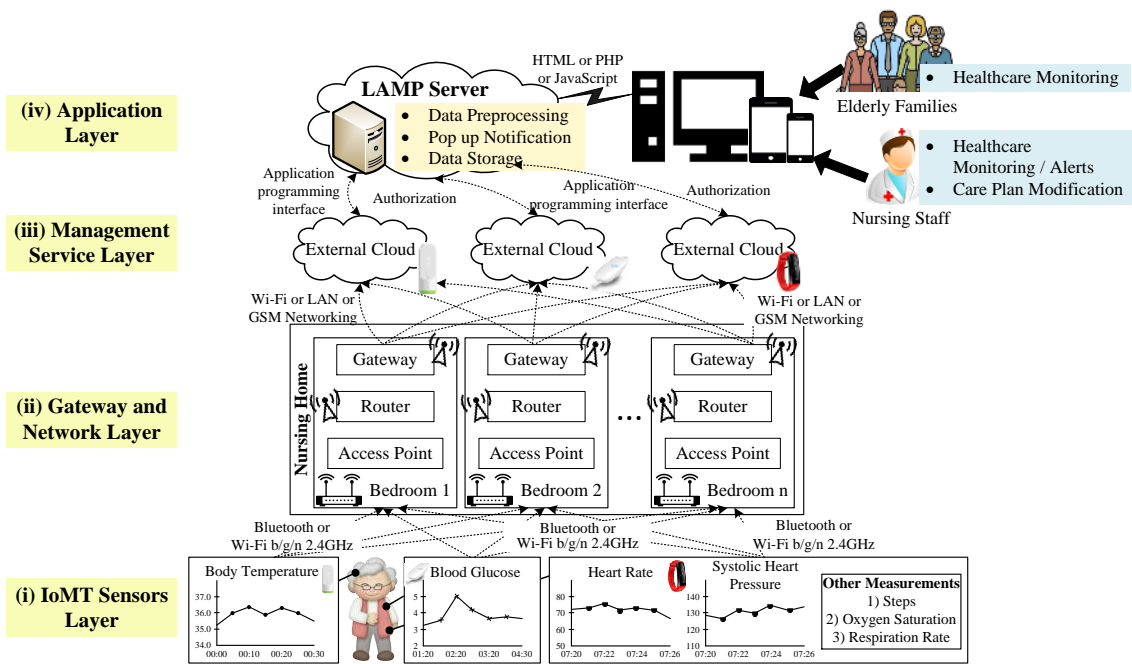 HTML or PHP
or JavaScript
LAMP Server
• Data Preprocessing
• Pop up Notification
• Data Storage
Elderly Families
• Healthcare Monitoring
• Healthcare
Monitoring / Alerts
• Care Plan Modification
Nursing Staff
(iv) Application
Layer
Application
programming
interface
Authorization
Application
programming interface
Authorization
(iii) Management
Service Layer
External Cloud
External Cloud
External Cloud
Wi-Fi or LAN or
GSM Networking
Wi-Fi or LAN or
GSM Networking
(ii) Gateway and
Network Layer
Nursing Home
Gateway
Router
Access Point
Bedroom 1
Gateway
Router
Access Point
Bedroom 2
...
Gateway
Router
Access Point
Bedroom n
Bluetooth or
Wi-Fi b/g/n 2.4GHz
Bluetooth or
Wi-Fi b/g/n 2.4GHz
Bluetooth or
Wi-Fi b/g/n 2.4GHz
(i) IoMT Sensors
Layer
Body Temperature
37.0
36.0
35.0
34.0
00:00 00:10 00:20 00:30
Blood Glucose
6
5
4
3
2
1
01:20 02:20 03:20 04:30
Heart Rate
80
70
60
50
07:20 07:22 07:24 07:26
Systolic Heart
Pressure
140
130
120
110
100
07:20 07:22 07:24 07:26
Other Measurements
1) Steps
2) Oxygen Saturation
3) Respiration Rate